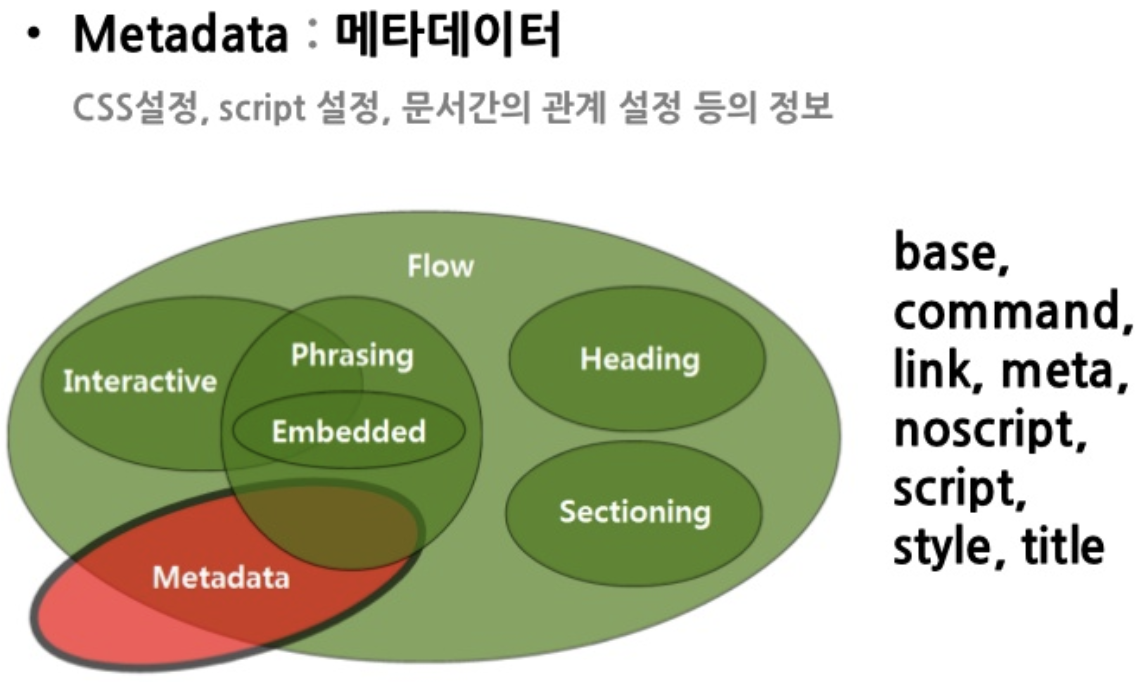 • Metadata : 메타데이터
CSS설정, script 설정, 문서간의 관계 설정 등의 정보
Flow
Interactive
Phrasing
Embedded
Heading
Sectioning
Metadata
base,
command,
link, meta,
noscript,
script,
style, title